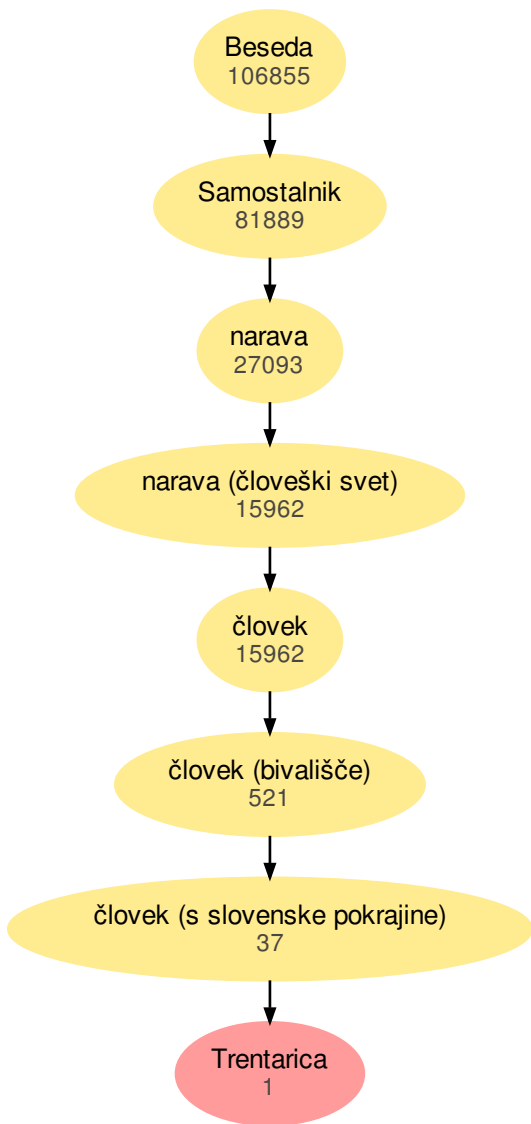 Beseda
106855
Samostalnik
81889
narava
27093
narava (človeški svet)
15962
človek
15962
človek (bivališče)
521
človek (s slovenske pokrajine)
37
Trentarica
1